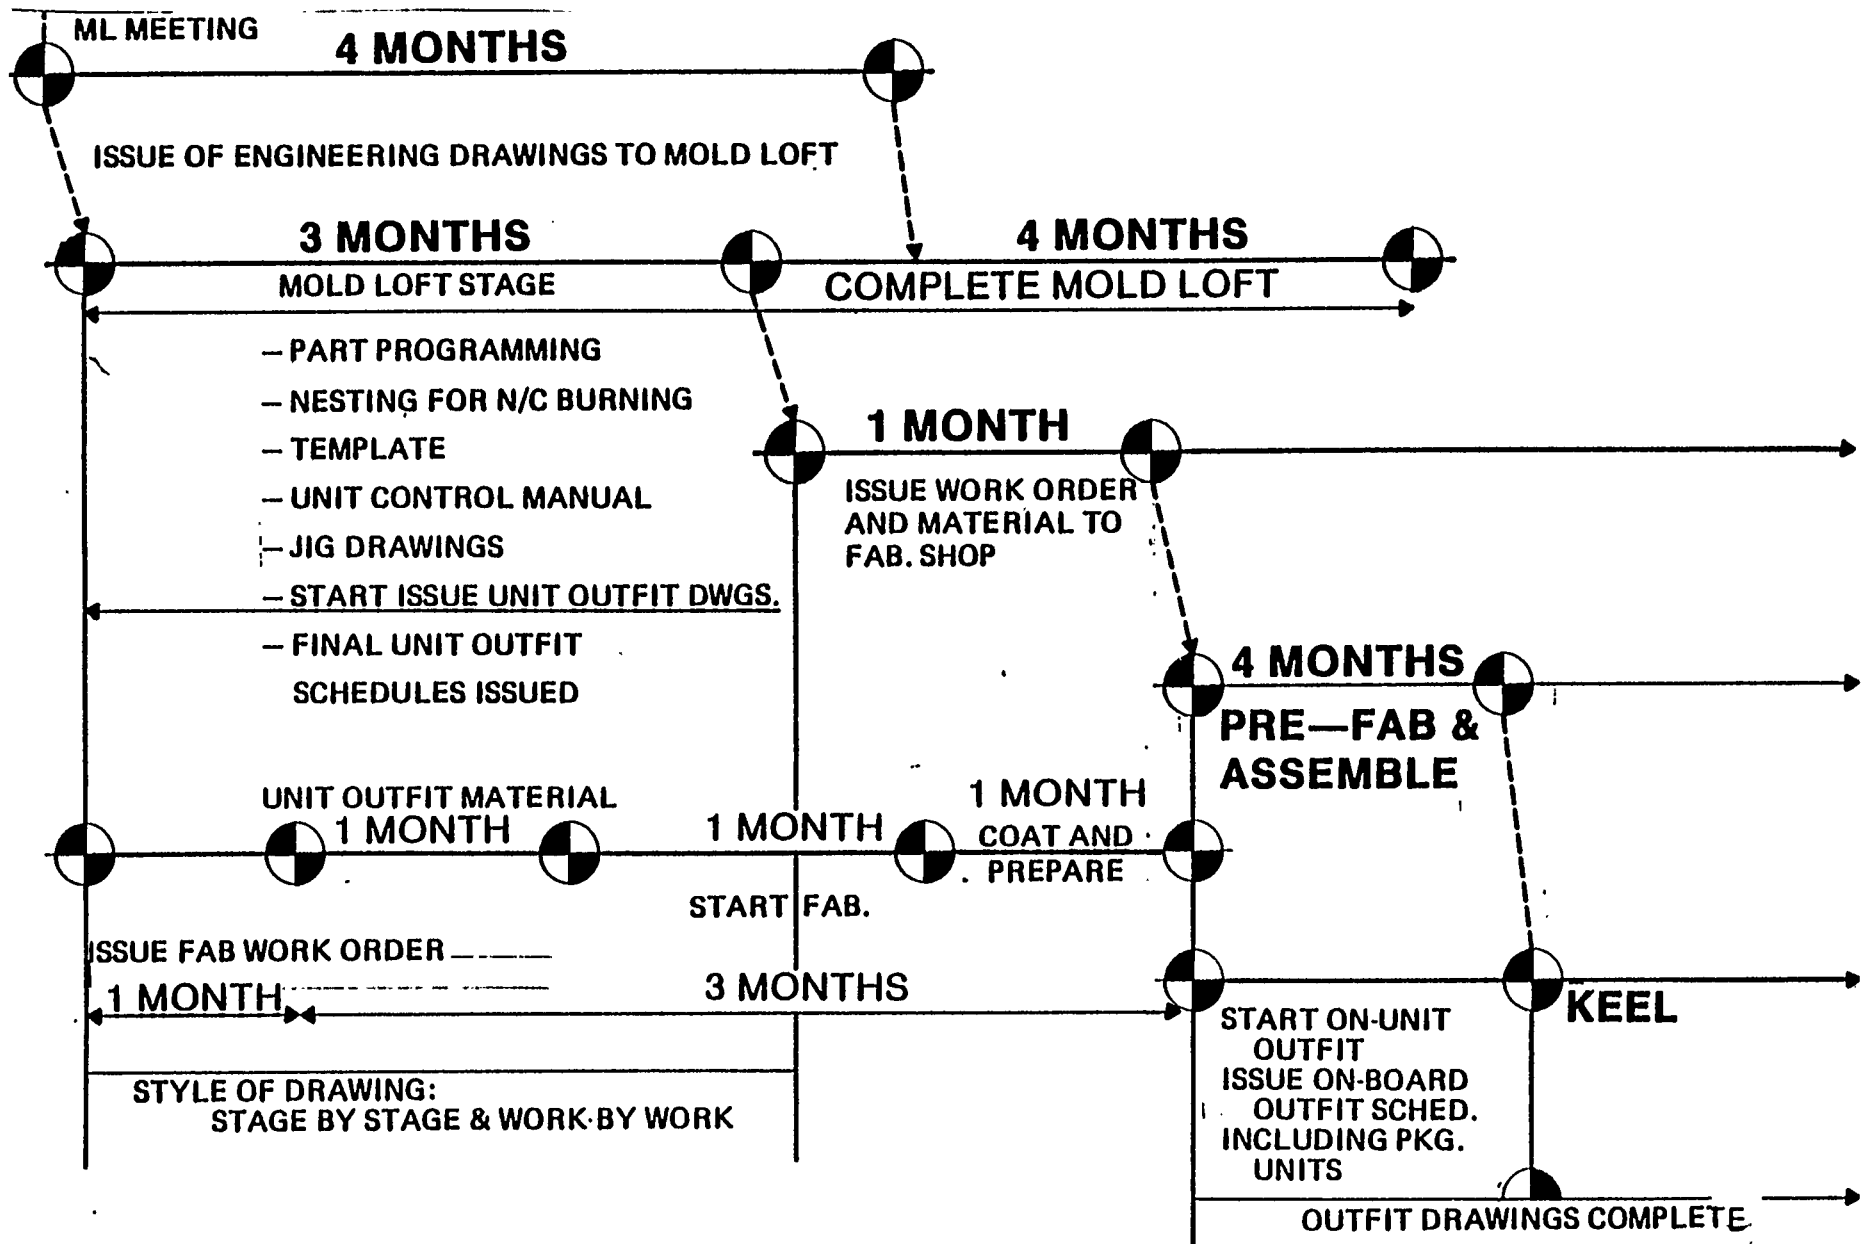 ML MEETING
4 MONTHS
ISSUE OF ENGINEERING DRAWINGS TO MOLD LOFT
3 MONTHS
MOLD LOFT STAGE
4 MONTHS
COMPLETE MOLD LOFT
– PART PROGRAMMING
– NESTING FOR N/C BURNING
– TEMPLATE
– UNIT CONTROL MANUAL
– JIG DRAWINGS
– START ISSUE UNIT OUTFIT DWGS.
– FINAL UNIT OUTFIT
SCHEDULES ISSUED
1 MONTH
ISSUE WORK ORDER
AND MATERIAL TO
FAB. SHOP
4 MONTHS
PRE—FAB &
ASSEMBLE
UNIT OUTFIT MATERIAL
1 MONTH
1 MONTH
START FAB.
1 MONTH
COAT AND
PREPARE
ISSUE FAB WORK ORDER
1 MONTH
3 MONTHS
STYLE OF DRAWING:
STAGE BY STAGE & WORK BY WORK
KEEL
START ON-UNIT
OUTFIT
ISSUE ON-BOARD
OUTFIT SCHED.
INCLUDING PKG.
UNITS
OUTFIT DRAWINGS COMPLETE